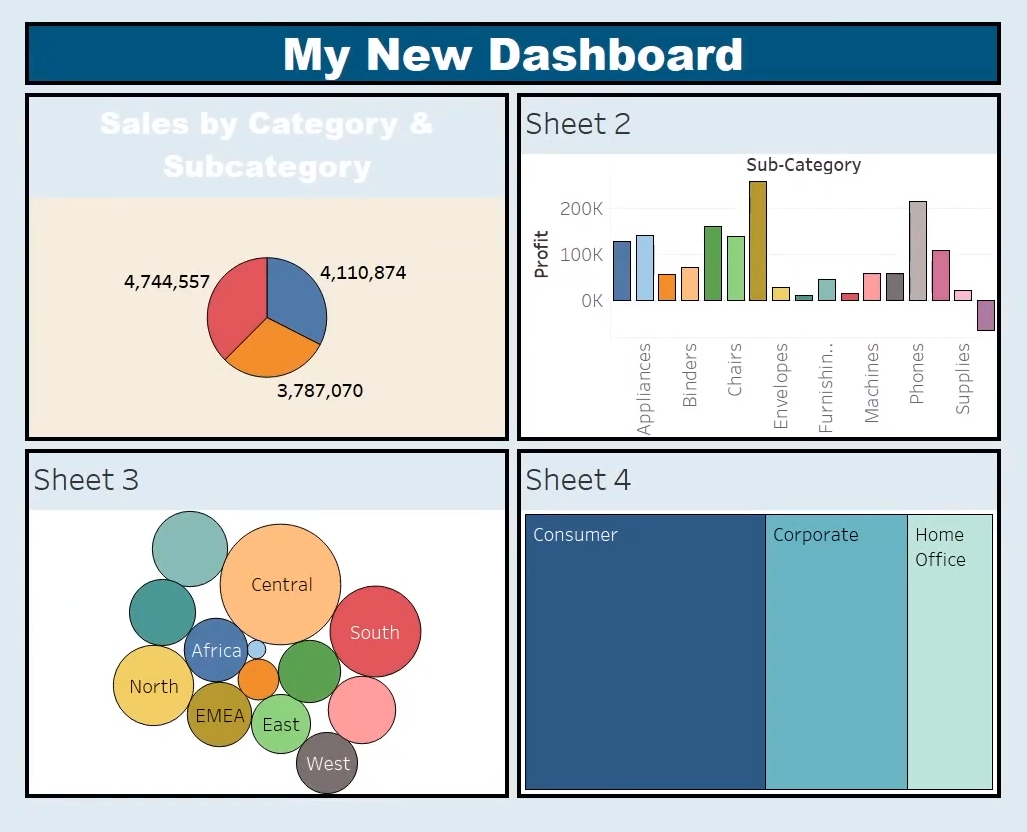 My New Dashboard
Sales by Category &
Subcategory
4,744,557
4,110,874
3,787,070
Sheet 2
Sub-Category
Profit
200K
100K
0K
Appliances
Binders
Chairs
Envelopes
Furnishin..
Machines
Phones
Supplies
Sheet 3
Central
South
Africa
North
EMEA
East
West
Sheet 4
Consumer
Corporate
Home
Office